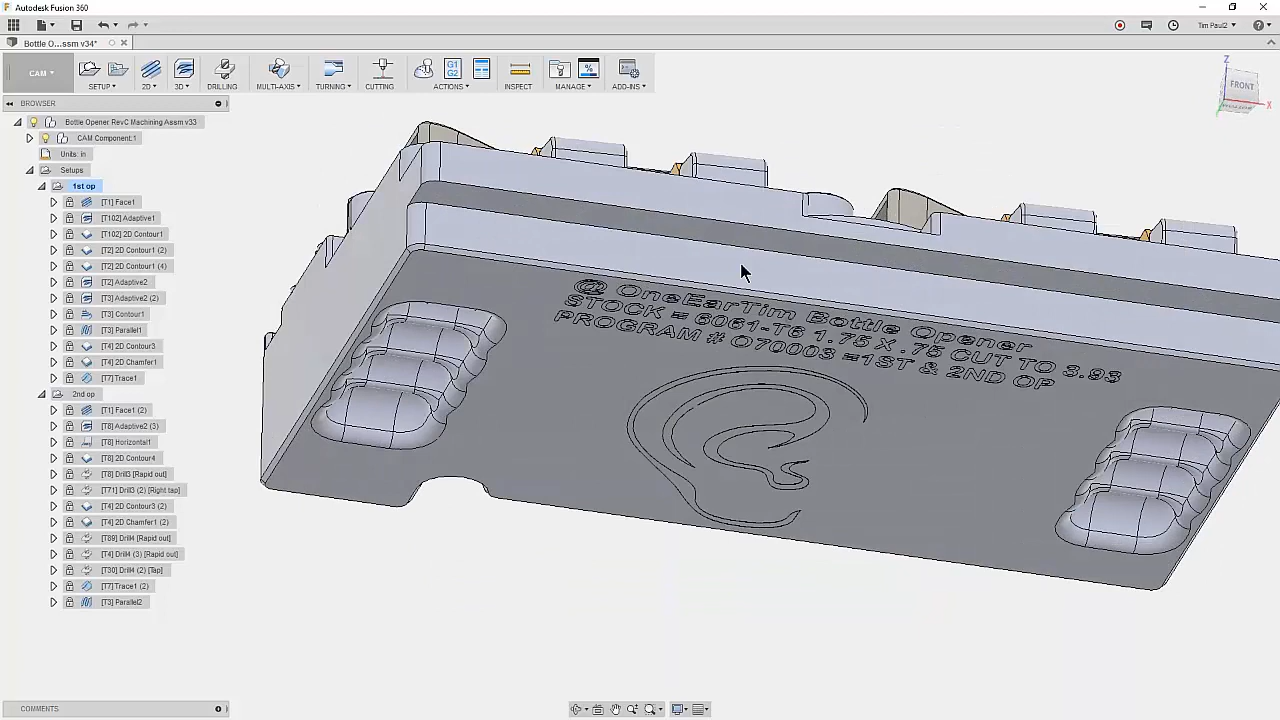 Autodesk Fusion 360
Tim Paul2
Bottle O...ssm v34*
CAM
SETUP
2D
3D
DRILLING
MULTI-AXIS
TURNING
CUTTING
G1
G2
ACTIONS
INSPECT
MANAGE
ADD-INS
BROWSER
Bottle Opener RevC Machining Assm v33
CAM Component:1
Units: in
Setups
1st op
[T1] Face1
[T102] Adaptive1
[T102] 2D Contour1
[T2] 2D Contour1 (2)
[T2] 2D Contour1 (4)
[T2] Adaptive2
[T3] Adaptive2 (2)
[T3] Contour1
[T3] Parallel1
[T4] 2D Contour3
[T4] 2D Chamfer1
[T7] Trace1
2nd op
[T1] Face1 (2)
[T8] Adaptive2 (3)
[T8] Horizontal1
[T8] 2D Contour4
[T8] Drill3 [Rapid out]
[T71] Drill3 (2) [Right tap]
[T4] 2D Contour3 (2)
[T4] 2D Chamfer1 (2)
[T89] Drill4 [Rapid out]
[T4] Drill4 (3) [Rapid out]
[T30] Drill4 (2) [Tap]
[T7] Trace1 (2)
[T3] Parallel2
Z
FRONT
X
@ OneEarTim Bottle Opener
STOCK = 6061-T6 1.75 X .75 CUT TO 3.93
PROGRAM # O70003 =1ST & 2ND OP
COMMENTS